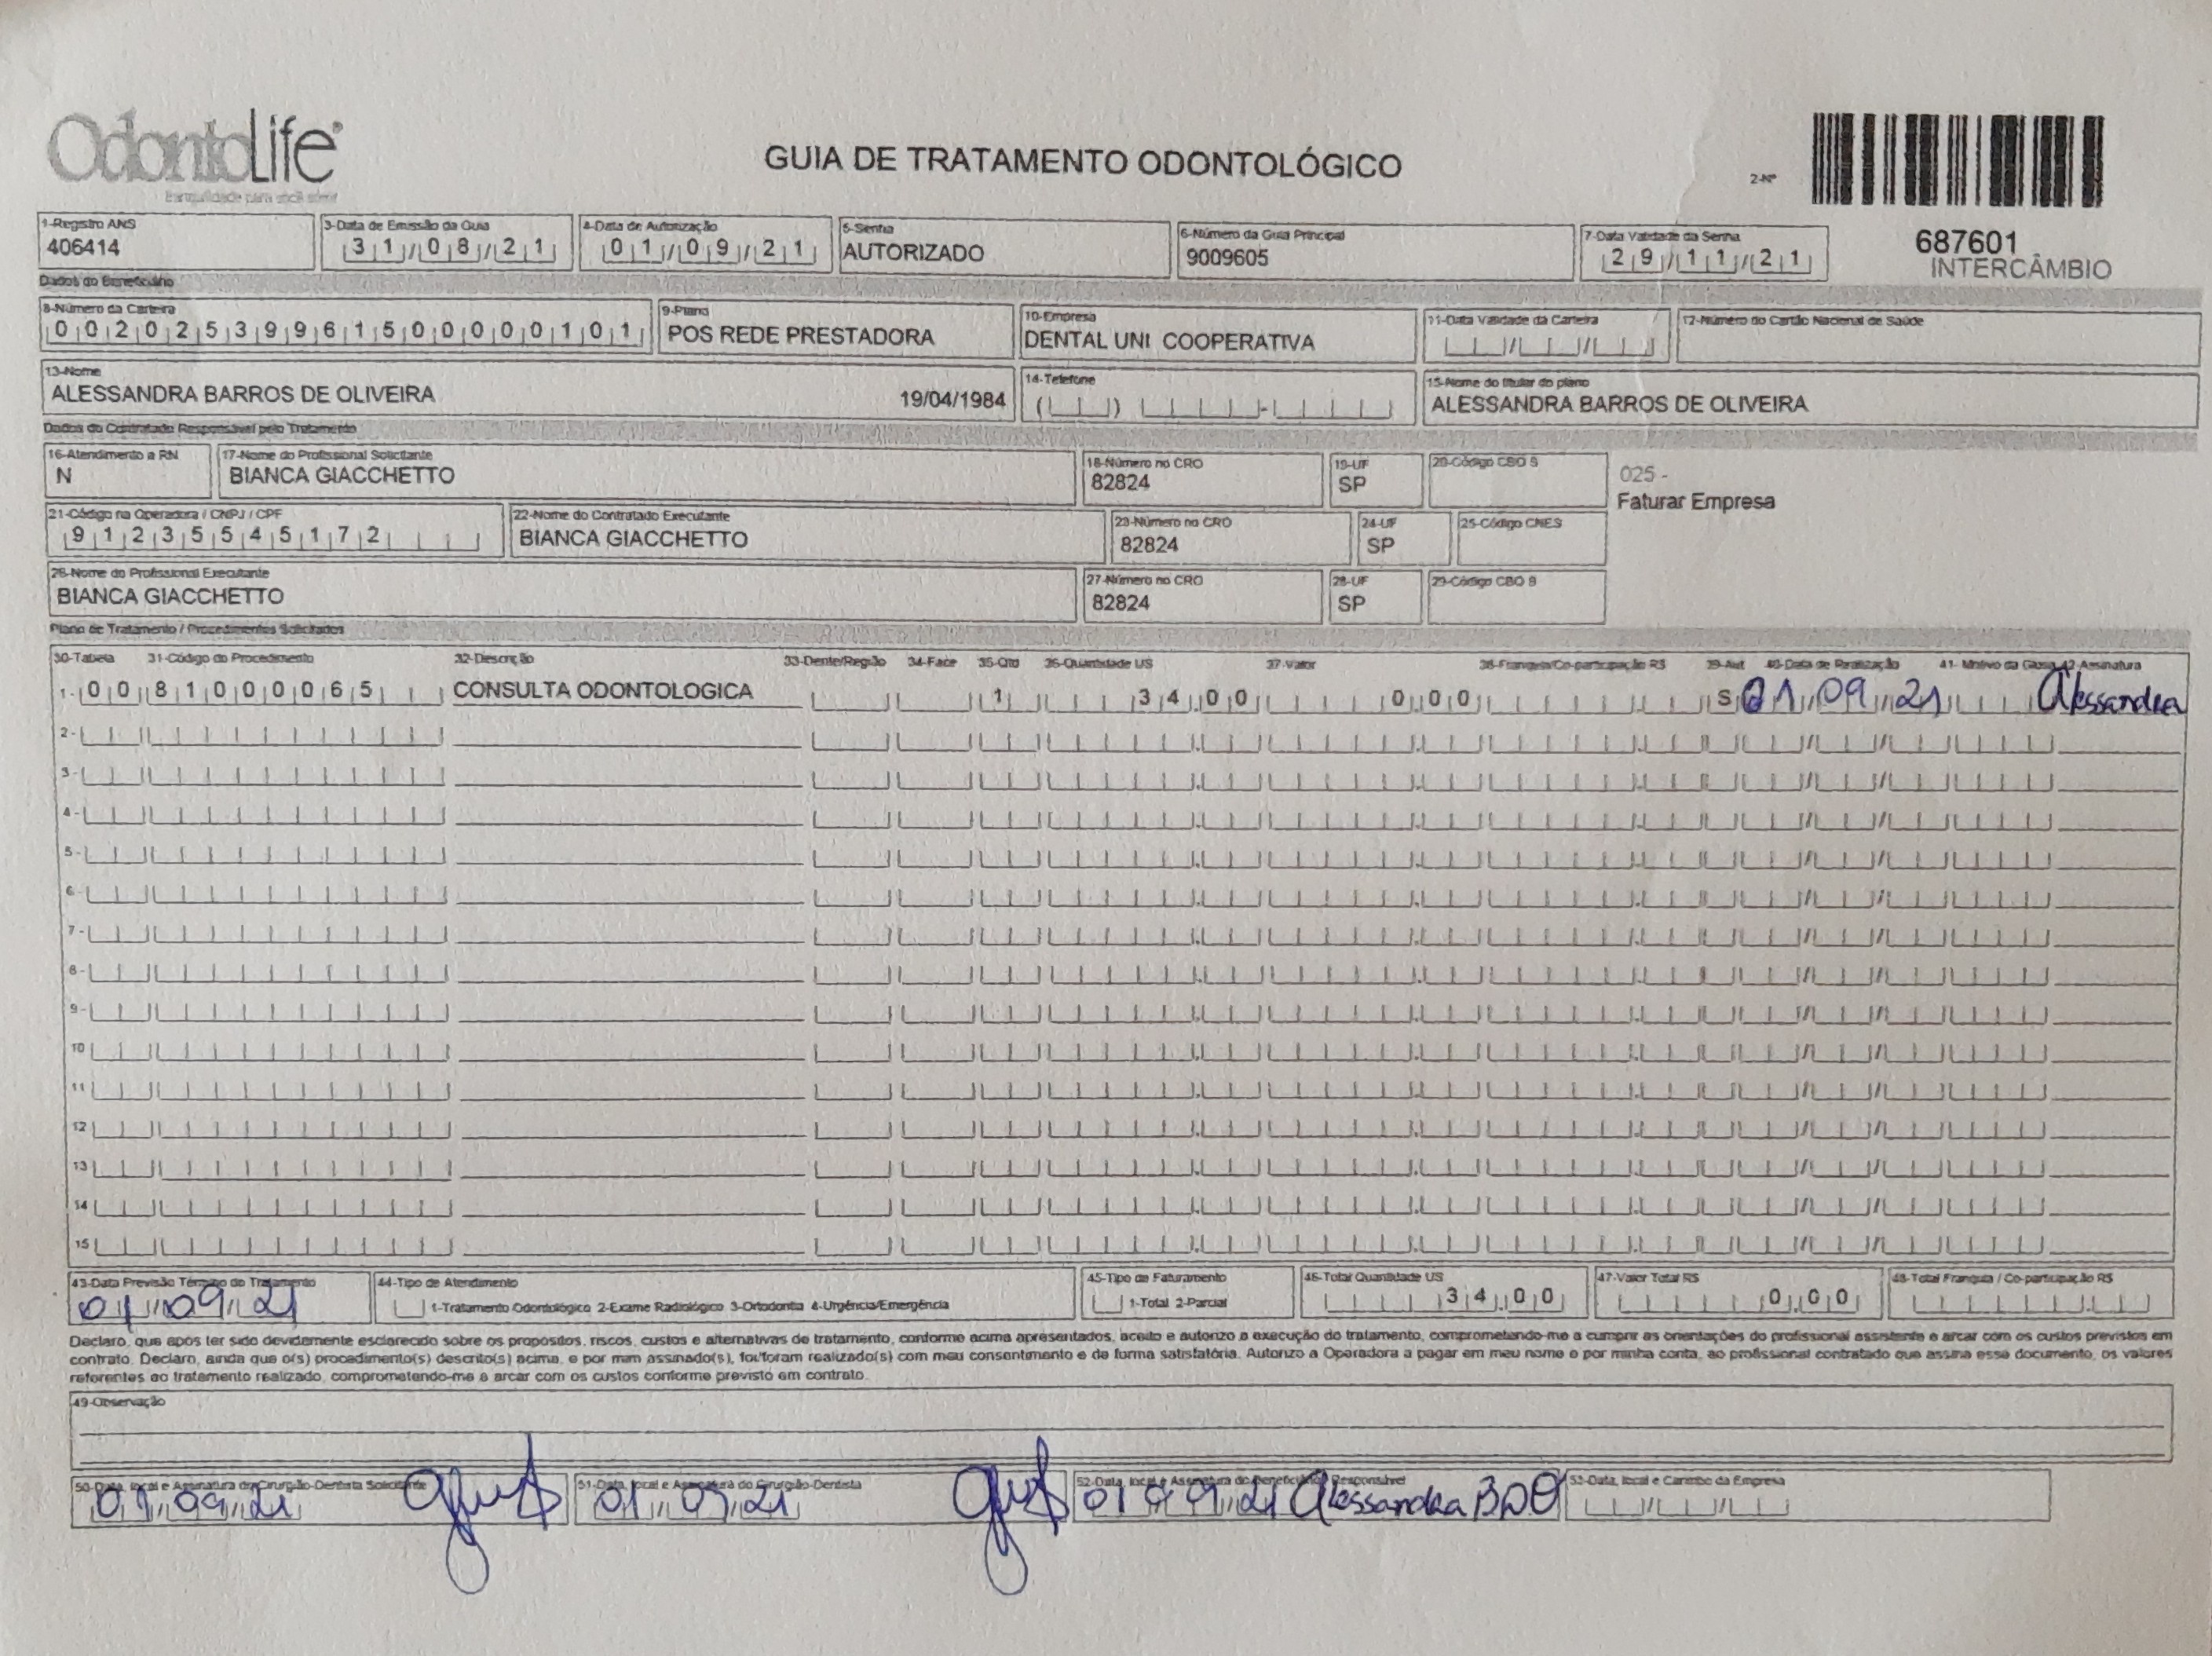 OdontoLife®
Tranquilidade para você sorrir
GUIA DE TRATAMENTO ODONTOLÓGICO
2-Nº
687601
INTERCÂMBIO
1-Registro ANS
406414
3-Data de Emissão da Guia
31/08/21
4-Data de Autorização
01/09/21
5-Senha
AUTORIZADO
6-Número da Guia Principal
9009605
7-Data Validade da Senha
29/11/21
Dados do Beneficiário
8-Número da Carteira
00202539961500000101
9-Plano
POS REDE PRESTADORA
10-Empresa
DENTAL UNI COOPERATIVA
11-Data Validade da Carteira
12-Número do Cartão Nacional de Saúde
13-Nome
ALESSANDRA BARROS DE OLIVEIRA 19/04/1984
14-Telefone
15-Nome do titular do plano
ALESSANDRA BARROS DE OLIVEIRA
Dados do Contratado Responsável pelo Tratamento
16-Atendimento a RN
N
17-Nome do Profissional Solicitante
BIANCA GIACCHETTO
18-Número no CRO
82824
19-UF
SP
20-Código CBO S
025 -
Faturar Empresa
21-Código na Operadora / CNPJ / CPF
91235545172
22-Nome do Contratado Executante
BIANCA GIACCHETTO
23-Número no CRO
82824
24-UF
SP
25-Código CNES
26-Nome do Profissional Executante
BIANCA GIACCHETTO
27-Número no CRO
82824
28-UF
SP
29-Código CBO S
Plano de Tratamento / Procedimentos Solicitados
30-Tabela 31-Código do Procedimento 32-Descrição 33-Dente/Região 34-Face 35-Qtd 36-Quantidade US 37-Valor 38-Franquia/Co-participação R$ 39-Aut 40-Data de Realização 41- Motivo da Glosa 42-Assinatura
1- 00 81000065 CONSULTA ODONTOLOGICA 1 34,00 0,00 S 01/09/21 Alessandra
2-
3-
4-
5-
6-
7-
8-
9-
10
11
12
13
14
15
43-Data Previsão Término do Tratamento
01/09/21
44-Tipo de Atendimento
1-Tratamento Odontológico 2-Exame Radiológico 3-Ortodontia 4-Urgência/Emergência
45-Tipo de Faturamento
1-Total 2-Parcial
46-Total Quantidade US
34,00
47-Valor Total R$
0,00
48-Total Franquia / Co-participação R$
Declaro, que após ter sido devidamente esclarecido sobre os propósitos, riscos, custos e alternativas de tratamento, conforme acima apresentados, aceito e autorizo a execução do tratamento, comprometendo-me a cumprir as orientações do profissional assistente e arcar com os custos previstos em
contrato. Declaro, ainda que o(s) procedimento(s) descrito(s) acima, e por mim assinado(s), foi/foram realizado(s) com meu consentimento e de forma satisfatória. Autorizo a Operadora a pagar em meu nome e por minha conta, ao profissional contratado que assina esse documento, os valores
referentes ao tratamento realizado, comprometendo-me a arcar com os custos conforme previsto em contrato.
49-Observação
50-Data, local e Assinatura do Cirurgião-Dentista Solicitante
01/09/21
51-Data, local e Assinatura do Cirurgião-Dentista
01/09/21
52-Data, local e Assinatura do Beneficiário Responsável
01/09/21 Alessandra BDO
53-Data, local e Carimbo da Empresa